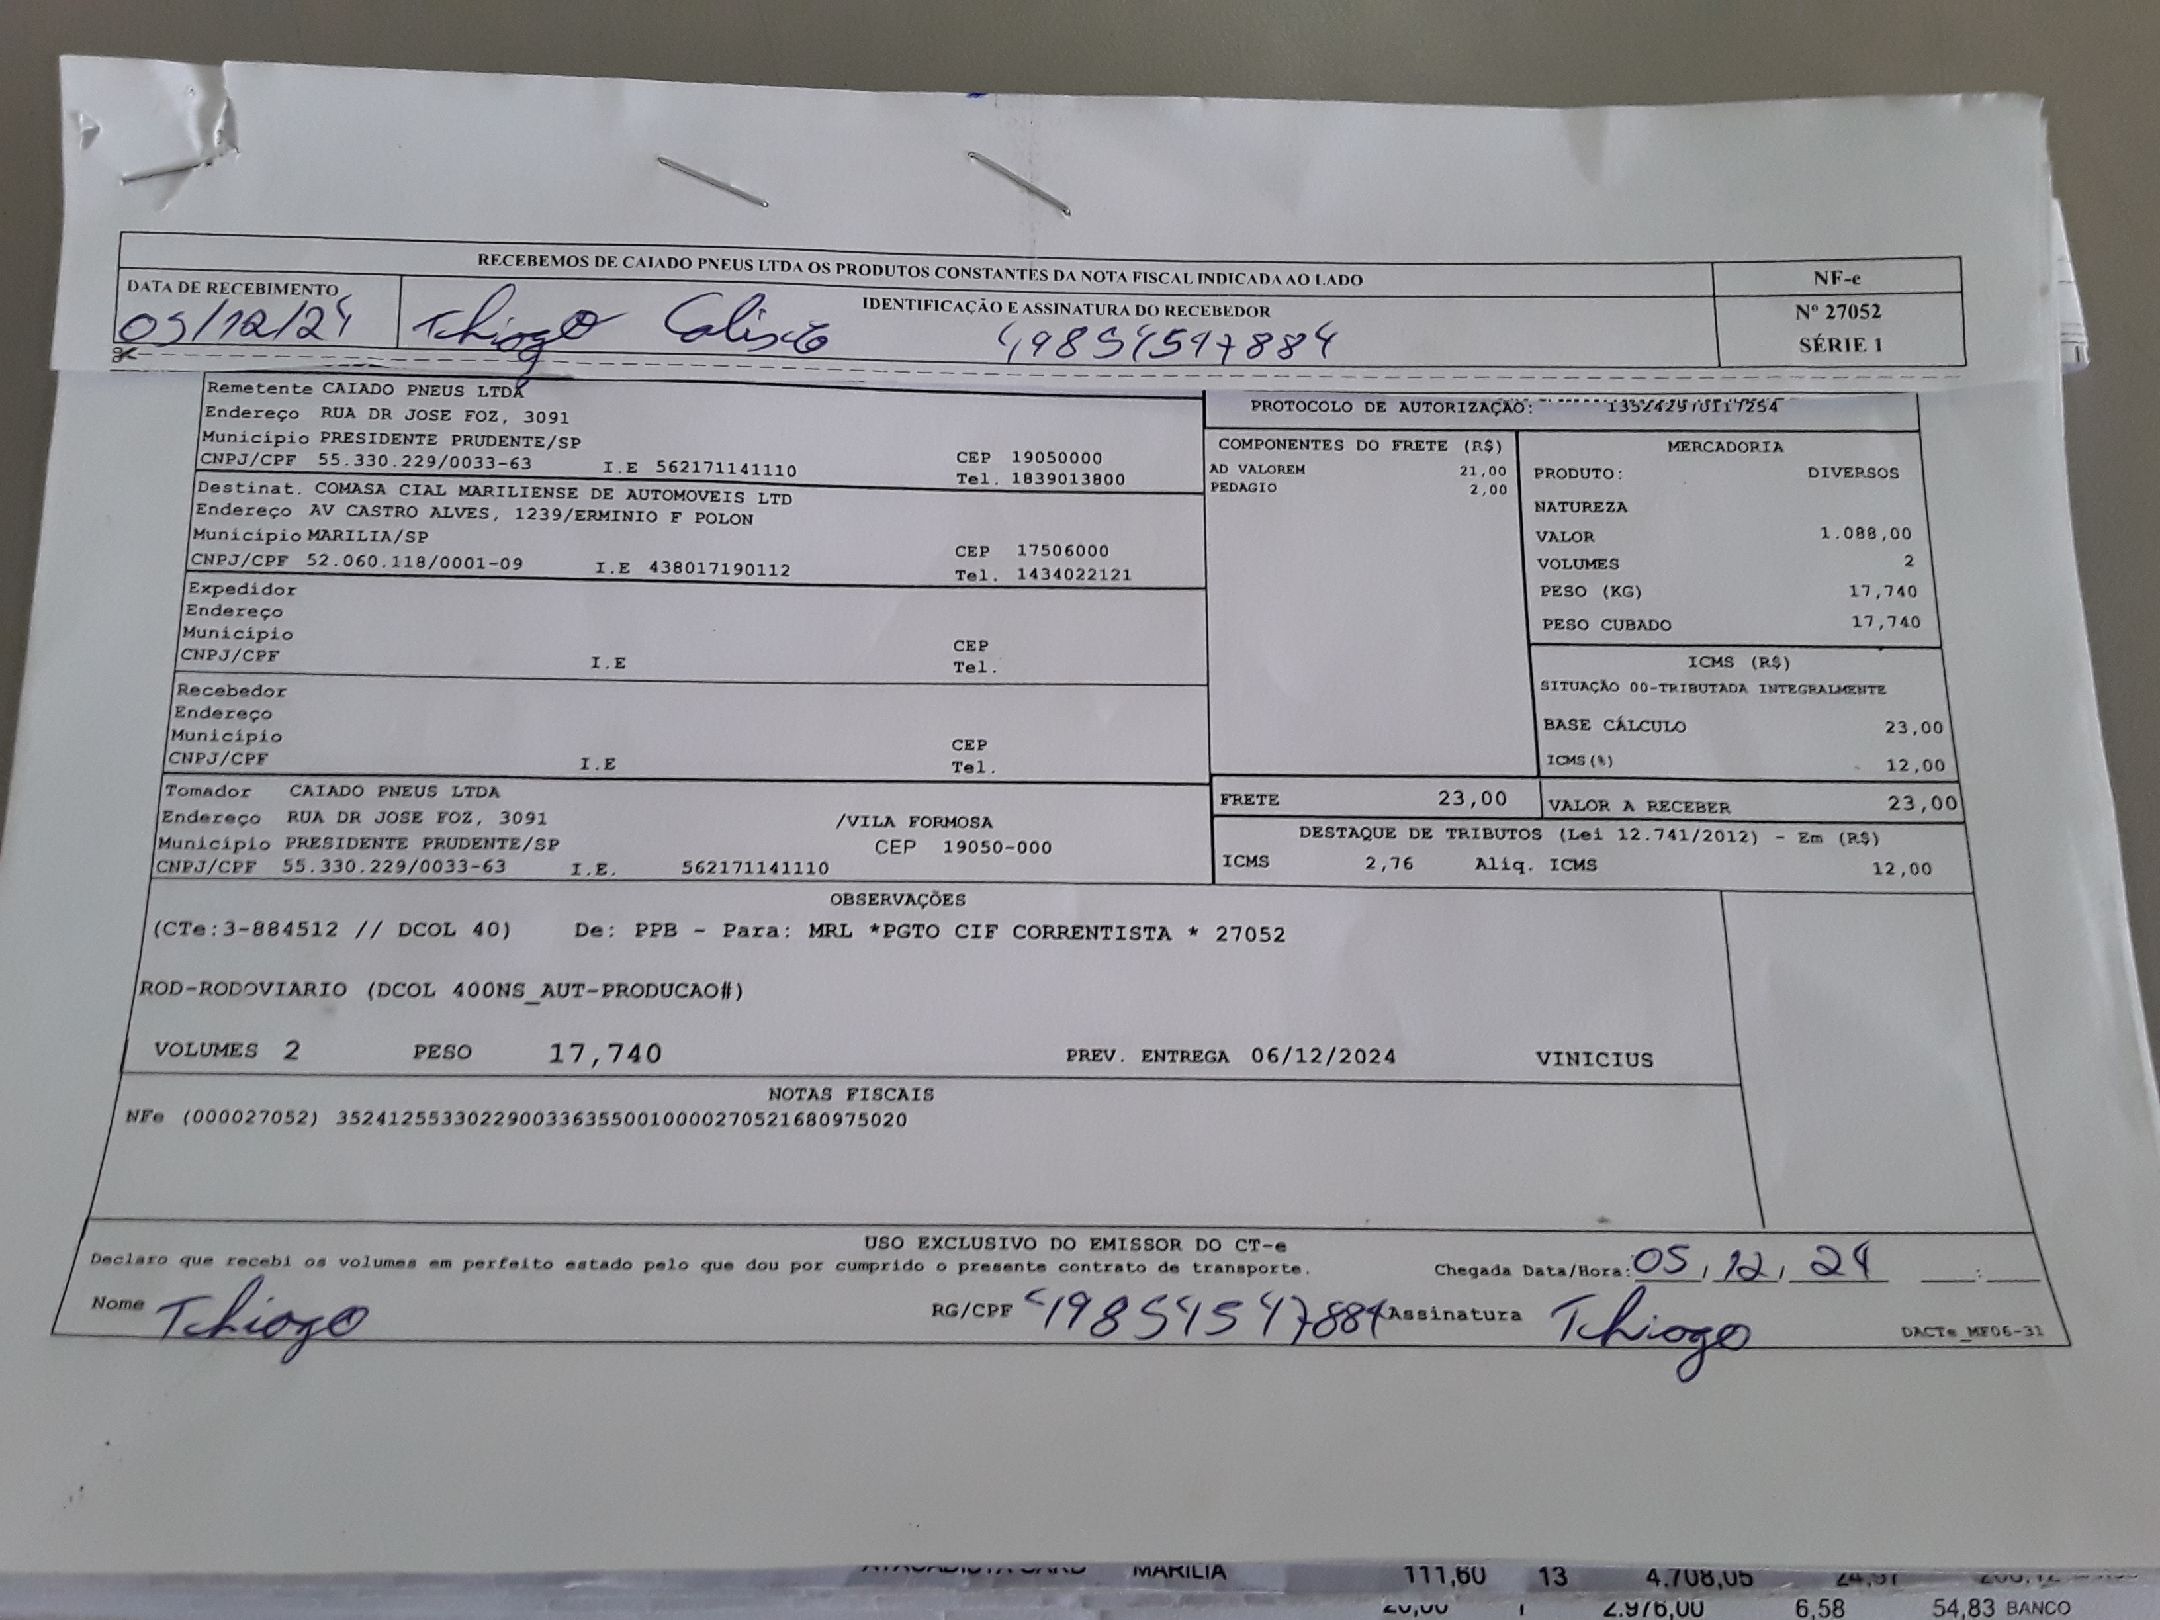 RECEBEMOS DE CAIADO PNEUS LTDA OS PRODUTOS CONSTANTES DA NOTA FISCAL INDICADA AO LADO
NF-e
DATA DE RECEBIMENTO
IDENTIFICAÇÃO E ASSINATURA DO RECEBEDOR
Nº 27052
05/12/24 Thiogo
SÉRIE 1
Remetente CAIADO PNEUS LTDA
Endereço RUA DR JOSE FOZ, 3091
Município PRESIDENTE PRUDENTE/SP CEP 19050000
CNPJ/CPF 55.330.229/0033-63 I.E 562171141110 Tel. 1839013800
Destinat. COMASA CIAL MARILIENSE DE AUTOMOVEIS LTD
Endereço AV CASTRO ALVES, 1239/ERMINIO F POLON
Município MARILIA/SP CEP 17506000
CNPJ/CPF 52.060.118/0001-09 I.E 438017190112 Tel. 1434022121
Expedidor
Endereço
Município CEP
CNPJ/CPF I.E Tel.
Recebedor
Endereço
Município CEP
CNPJ/CPF I.E Tel.
Tomador CAIADO PNEUS LTDA
Endereço RUA DR JOSE FOZ, 3091 /VILA FORMOSA
Município PRESIDENTE PRUDENTE/SP CEP 19050-000
CNPJ/CPF 55.330.229/0033-63 I.E. 562171141110
PROTOCOLO DE AUTORIZAÇÃO:
COMPONENTES DO FRETE (R$)
AD VALOREM 21,00
PEDAGIO 2,00
MERCADORIA
PRODUTO: DIVERSOS
NATUREZA
VALOR 1.088,00
VOLUMES 2
PESO (KG) 17,740
PESO CUBADO 17,740
ICMS (R$)
SITUAÇÃO 00-TRIBUTADA INTEGRALMENTE
BASE CÁLCULO 23,00
ICMS(%) 12,00
FRETE 23,00 VALOR A RECEBER 23,00
DESTAQUE DE TRIBUTOS (Lei 12.741/2012) - Em (R$)
ICMS 2,76 Aliq. ICMS 12,00
OBSERVAÇÕES
(CTe:3-884512 // DCOL 40) De: PPB - Para: MRL *PGTO CIF CORRENTISTA * 27052
ROD-RODOVIARIO (DCOL 400NS_AUT-PRODUCAO#)
VOLUMES 2 PESO 17,740 PREV. ENTREGA 06/12/2024 VINICIUS
NOTAS FISCAIS
NFe (000027052) 35241255330229003363550010000270521680975020
USO EXCLUSIVO DO EMISSOR DO CT-e
Declaro que recebi os volumes em perfeito estado pelo que dou por cumprido o presente contrato de transporte. Chegada Data/Hora: 05/12/24 __:__
Nome Thiogo RG/CPF 49854547884 Assinatura Thiogo
DACTe_MF06-31
MARILIA 111,60 13 4.708,05
2.976,00 6,58 54,83 BANCO